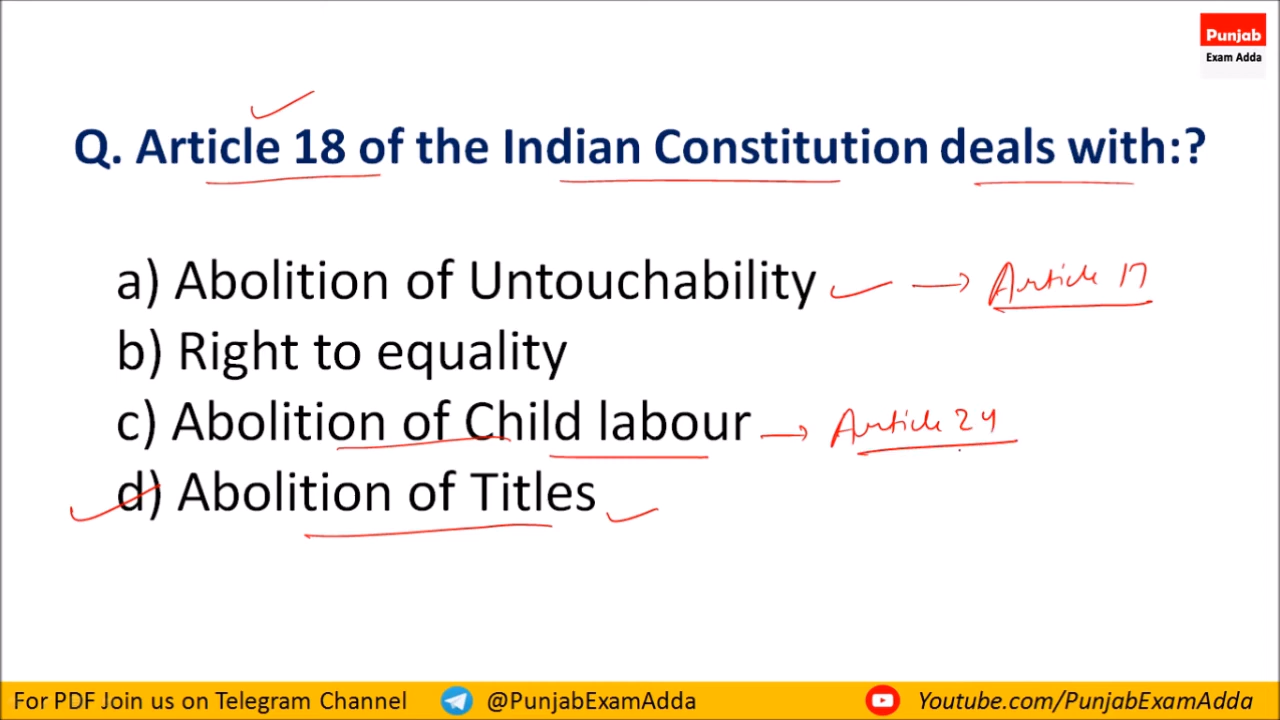 Punjab
Exam Adda
Q. Article 18 of the Indian Constitution deals with:?
a) Abolition of Untouchability → Article 17
b) Right to equality
c) Abolition of Child labour → Article 24
d) Abolition of Titles
For PDF Join us on Telegram Channel @PunjabExamAdda Youtube.com/PunjabExamAdda